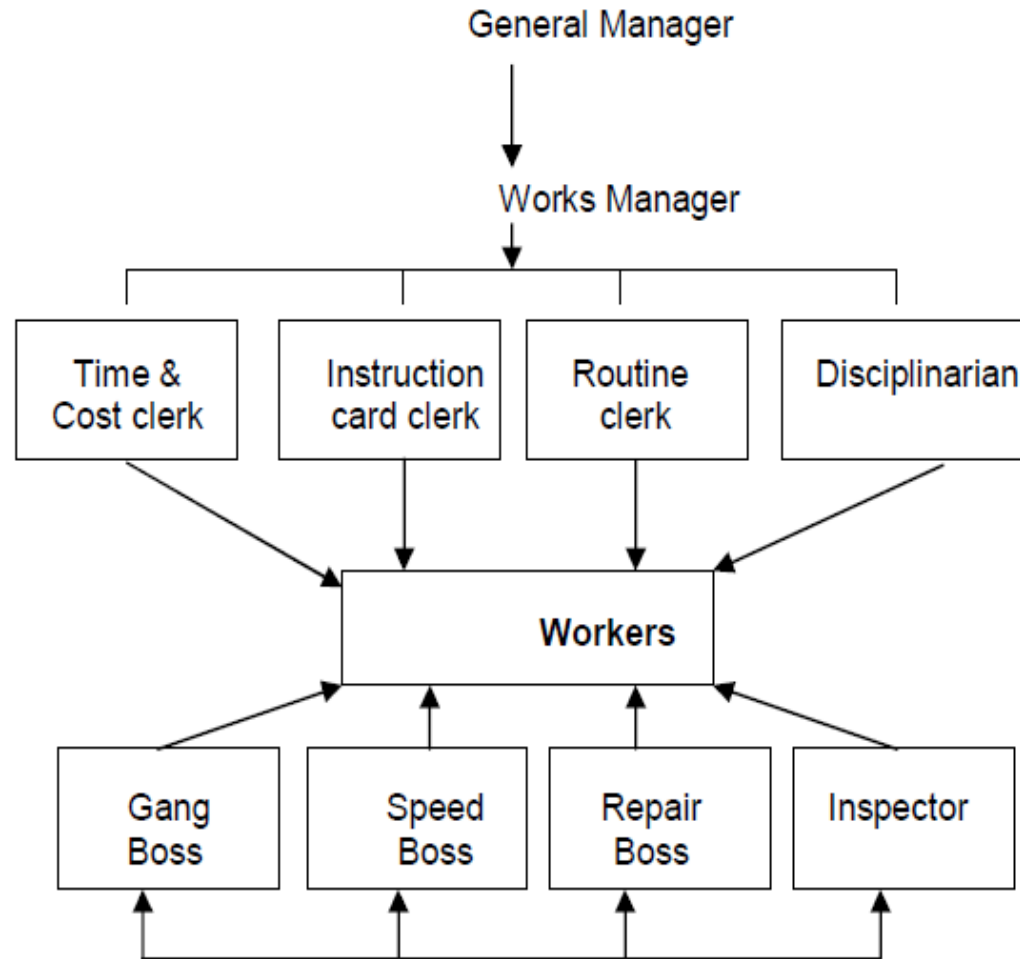 General Manager
Works Manager
Time &
Cost clerk
Instruction
card clerk
Routine
clerk
Disciplinarian
Workers
Gang
Boss
Speed
Boss
Repair
Boss
Inspector